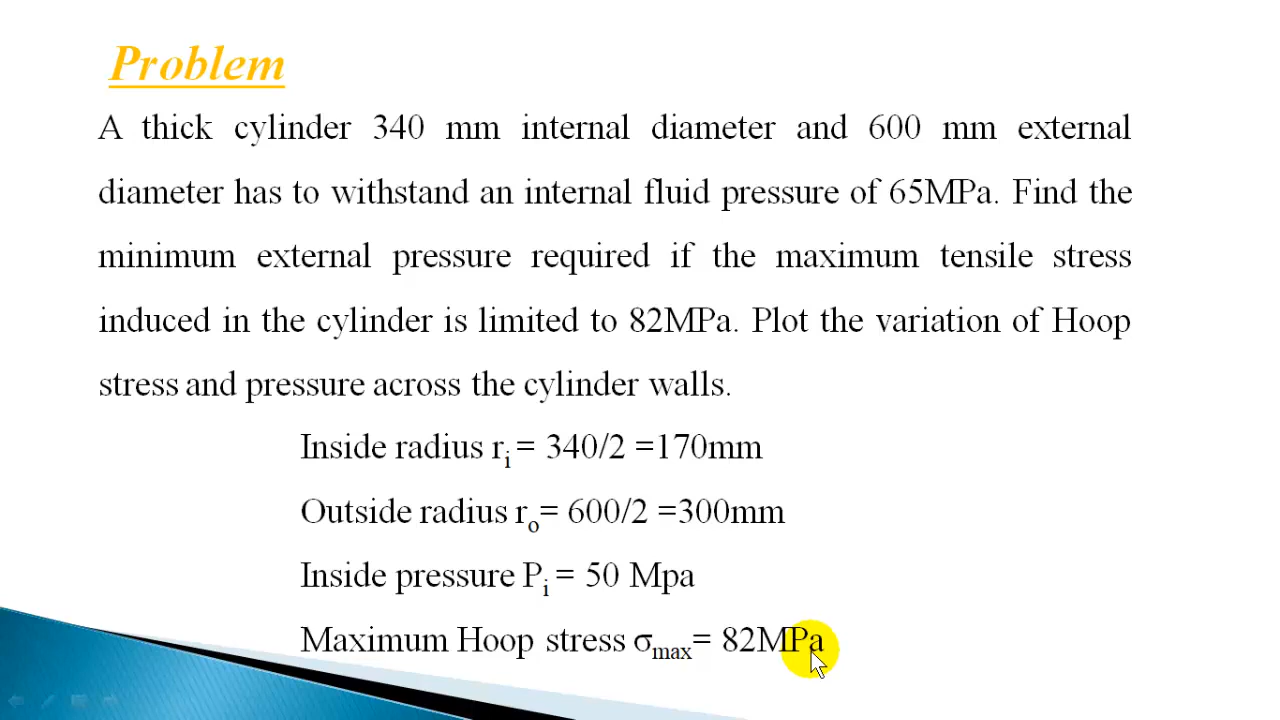 Problem
A thick cylinder 340 mm internal diameter and 600 mm external
diameter has to withstand an internal fluid pressure of 65MPa. Find the
minimum external pressure required if the maximum tensile stress
induced in the cylinder is limited to 82MPa. Plot the variation of Hoop
stress and pressure across the cylinder walls.
Inside radius ri = 340/2 =170mm
Outside radius ro= 600/2 =300mm
Inside pressure Pi = 50 Mpa
Maximum Hoop stress σmax= 82MPa